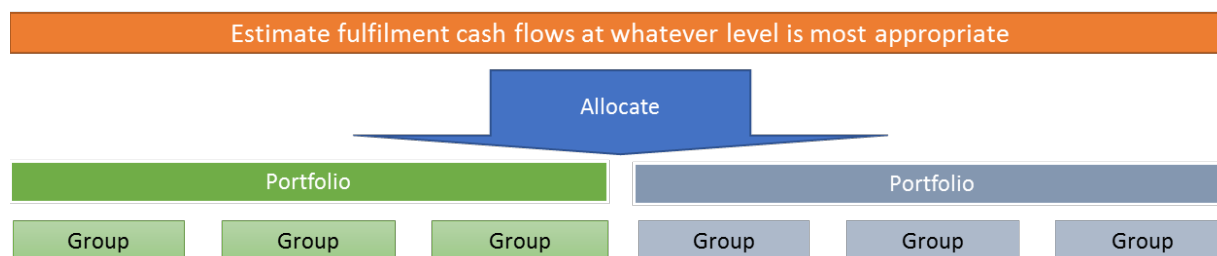 Estimate fulfilment cash flows at whatever level is most appropriate
Allocate
Portfolio Portfolio
Group Group Group Group Group Group